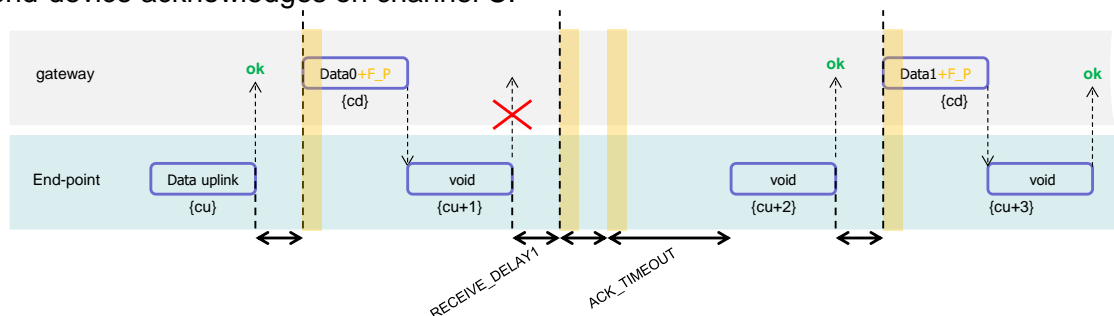 end-device acknowledges on channel C.
gateway
ok
Data0+F_P
{cd}
ok
Data1+F_P
{cd}
ok
End-point
Data uplink
{cu}
void
{cu+1}
void
{cu+2}
void
{cu+3}
RECEIVE_DELAY1
ACK_TIMEOUT